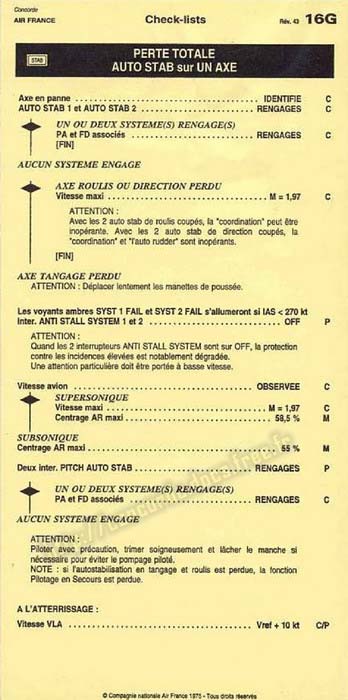 Concorde
AIR FRANCE
Check-lists
Rév. 43 16G
STAB
PERTE TOTALE
AUTO STAB sur UN AXE
Axe en panne ........ IDENTIFIE C
AUTO STAB 1 et AUTO STAB 2 ........ RENGAGES C
UN OU DEUX SYSTEME(S) RENGAGE(S)
PA et FD associés ........ RENGAGES C
[FIN]
AUCUN SYSTEME ENGAGE
AXE ROULIS OU DIRECTION PERDU
Vitesse maxi ........ M = 1,97 C
ATTENTION :
Avec les 2 auto stab de roulis coupés, la "coordination" peut être
inopérante. Avec les 2 auto stab de direction coupés, la
"coordination" et "l'auto rudder" sont inopérants.
[FIN]
AXE TANGAGE PERDU
ATTENTION : Déplacer lentement les manettes de poussée.
Les voyants ambres SYST 1 FAIL et SYST 2 FAIL s'allumeront si IAS < 270 kt
Inter. ANTI STALL SYSTEM 1 et 2 ........ OFF P
ATTENTION :
Quand les 2 interrupteurs ANTI STALL SYSTEM sont sur OFF, la protection
contre les incidences élevées est notablement dégradée.
Une attention particulière doit être portée à basse vitesse.
Vitesse avion ........ OBSERVEE C
SUPERSONIQUE
Vitesse maxi ........ M = 1,97 C
Centrage AR maxi ........ 58,5 % M
SUBSONIQUE
Centrage AR maxi ........ 55 % M
Deux inter. PITCH AUTO STAB ........ RENGAGES P
UN OU DEUX SYSTEME(S) RENGAGE(S)
PA et FD associés ........ RENGAGES C
AUCUN SYSTEME ENGAGE
ATTENTION :
Piloter avec précaution, trimer soigneusement et lâcher le manche si
nécessaire pour éviter le pompage piloté.
NOTE : si l'autostabilisation en tangage et roulis est perdue, la fonction
Pilotage en Secours est perdue.
A L'ATTERRISSAGE :
Vitesse VLA ........ Vref + 10 kt C/P
© Compagnie nationale Air France 1975 - Tous droits réservés